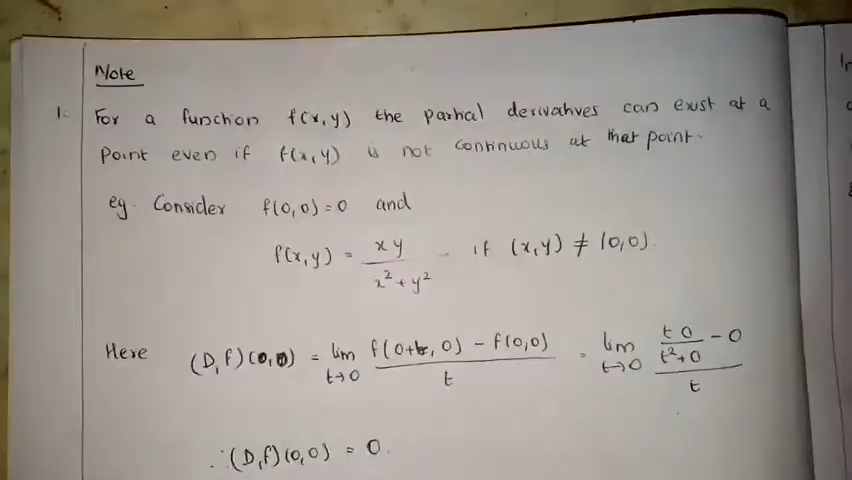 Note
1. For a function f(x,y) the partial derivatives can exist at a
point even if f(x,y) is not continuous at that point.
eg. Consider f(0,0)=0 and
f(x,y) = xy / x²+y² if (x,y) ≠ (0,0).
Here (D,f)(0,0) = lim t→0 f(0+t, 0) - f(0,0) / t = lim t→0 t0 / t²+0 - 0 / t
∴ (D,f)(0,0) = 0.